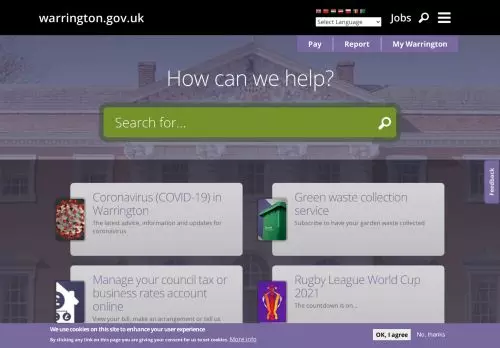 warrington.gov.uk
Select Language
Jobs
Pay
Report
My Warrington
How can we help?
Search for...
Feedback
Coronavirus (COVID-19) in
Warrington
The latest advice, information and updates for
coronavirus
Green waste collection
service
Subscribe to have your garden waste collected
Manage your council tax or
business rates account
online
View your bill, make an arrangement or tell us
Rugby League World Cup
2021
The countdown is on...
We use cookies on this site to enhance your user experience
By clicking any link on this page you are giving your consent for us to set cookies.
More info
OK, I agree
No, thanks